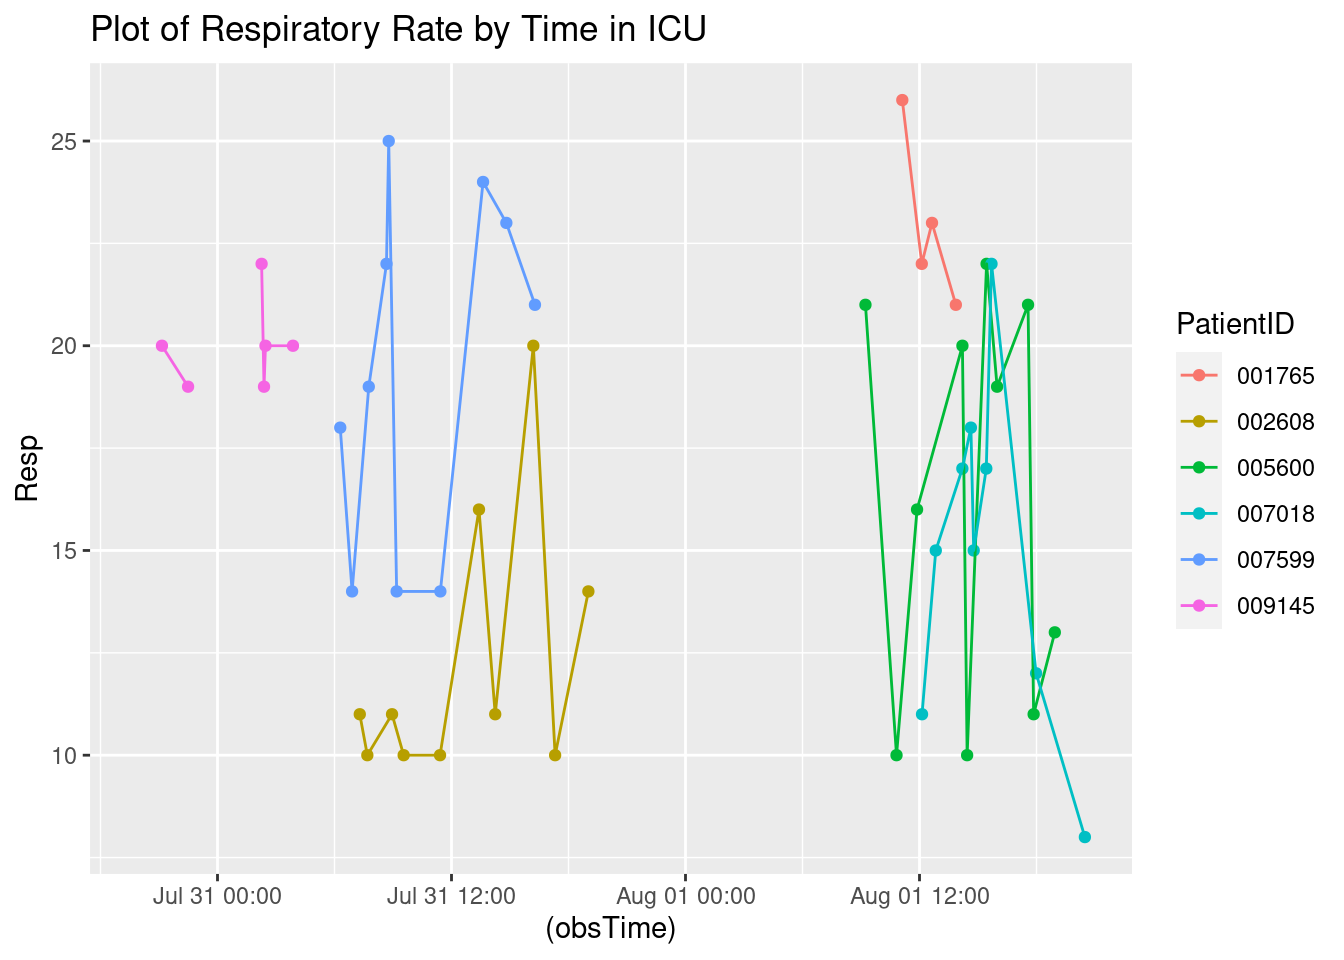 Plot of Respiratory Rate by Time in ICU
Resp
25
20
15
10
Jul 31 00:00
Jul 31 12:00
Aug 01 00:00
Aug 01 12:00
(obsTime)
PatientID
001765
002608
005600
007018
007599
009145